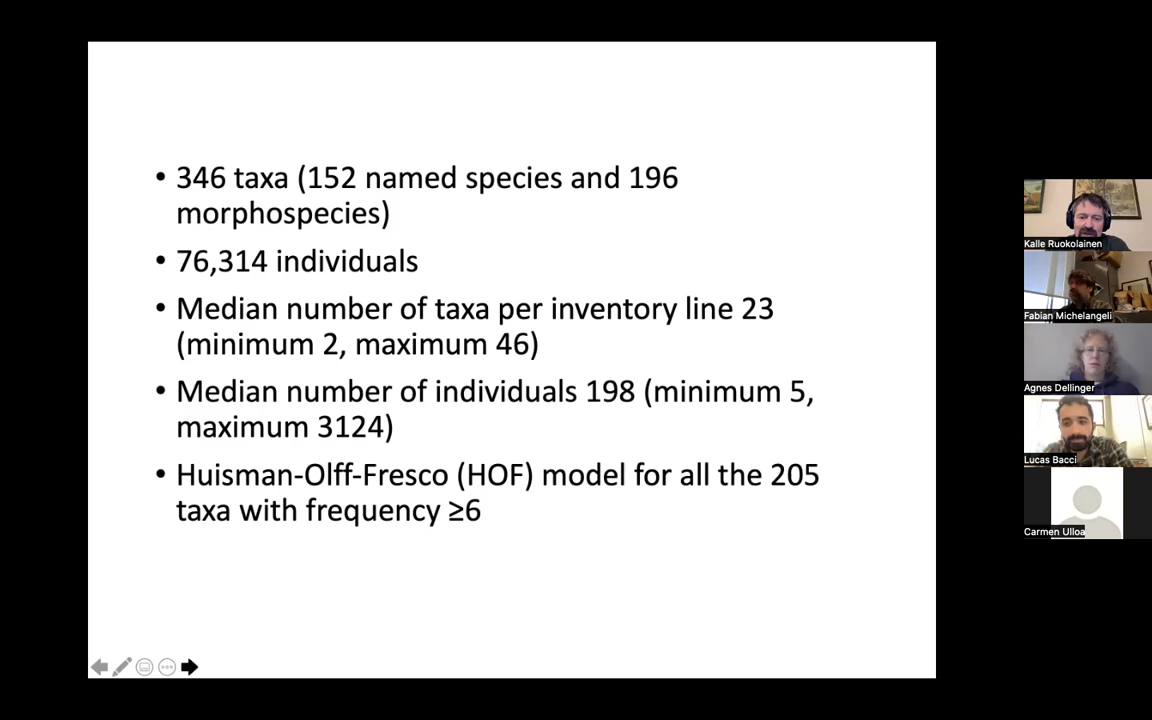 • 346 taxa (152 named species and 196
morphospecies)
• 76,314 individuals
• Median number of taxa per inventory line 23
(minimum 2, maximum 46)
• Median number of individuals 198 (minimum 5,
maximum 3124)
• Huisman-Olff-Fresco (HOF) model for all the 205
taxa with frequency ≥6
Kalle Ruokolainen
Fabian Michelangeli
Agnes Dellinger
Lucas Bacci
Carmen Ulloa